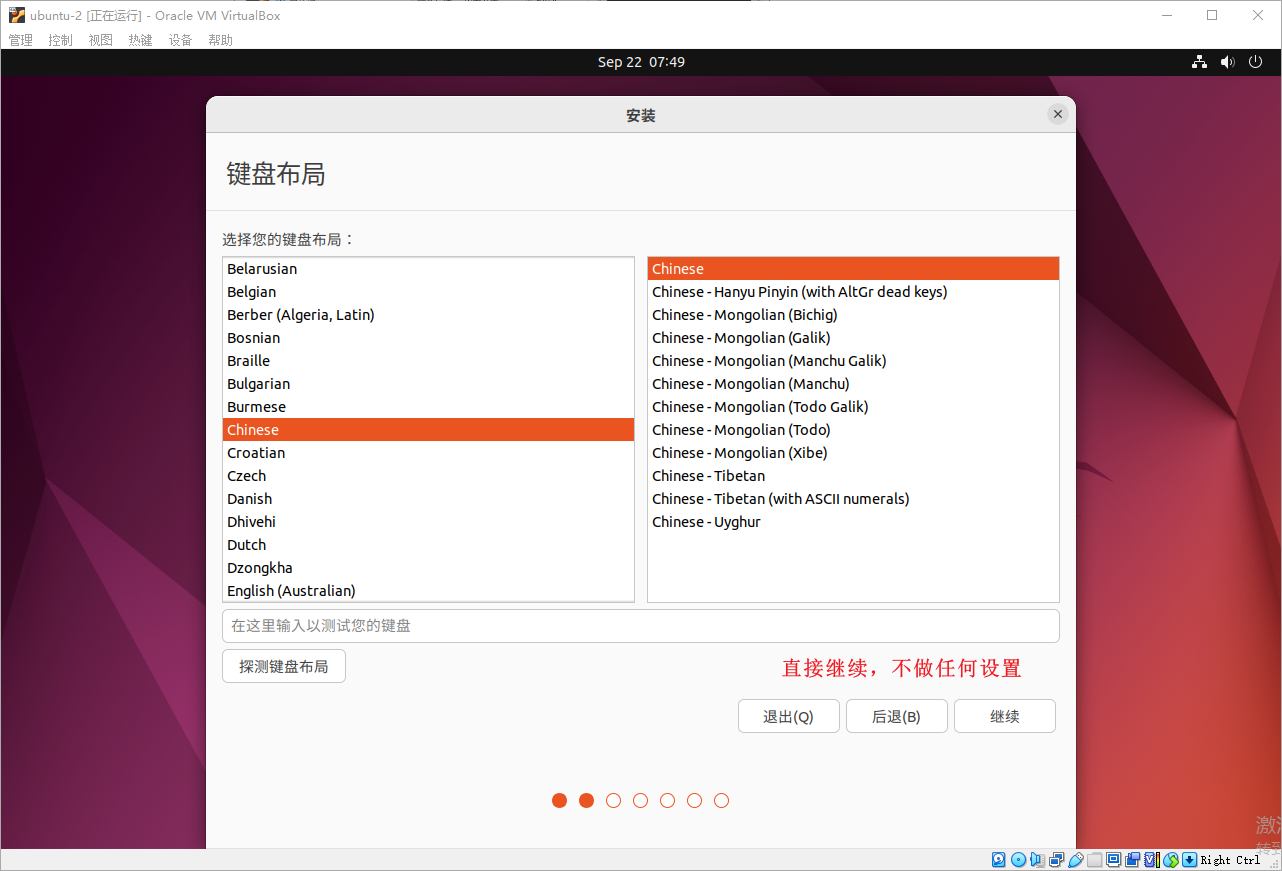 ubuntu-2 [正在运行] - Oracle VM VirtualBox
管理 控制 视图 热键 设备 帮助
Sep 22 07:49
安装
键盘布局
选择您的键盘布局：
Belarusian
Belgian
Berber (Algeria, Latin)
Bosnian
Braille
Bulgarian
Burmese
Chinese
Croatian
Czech
Danish
Dhivehi
Dutch
Dzongkha
English (Australian)
Chinese
Chinese - Hanyu Pinyin (with AltGr dead keys)
Chinese - Mongolian (Bichig)
Chinese - Mongolian (Galik)
Chinese - Mongolian (Manchu Galik)
Chinese - Mongolian (Manchu)
Chinese - Mongolian (Todo Galik)
Chinese - Mongolian (Todo)
Chinese - Mongolian (Xibe)
Chinese - Tibetan
Chinese - Tibetan (with ASCII numerals)
Chinese - Uyghur
在这里输入以测试您的键盘
探测键盘布局
直接继续，不做任何设置
退出(Q) 后退(B) 继续
激
转到
Right Ctrl